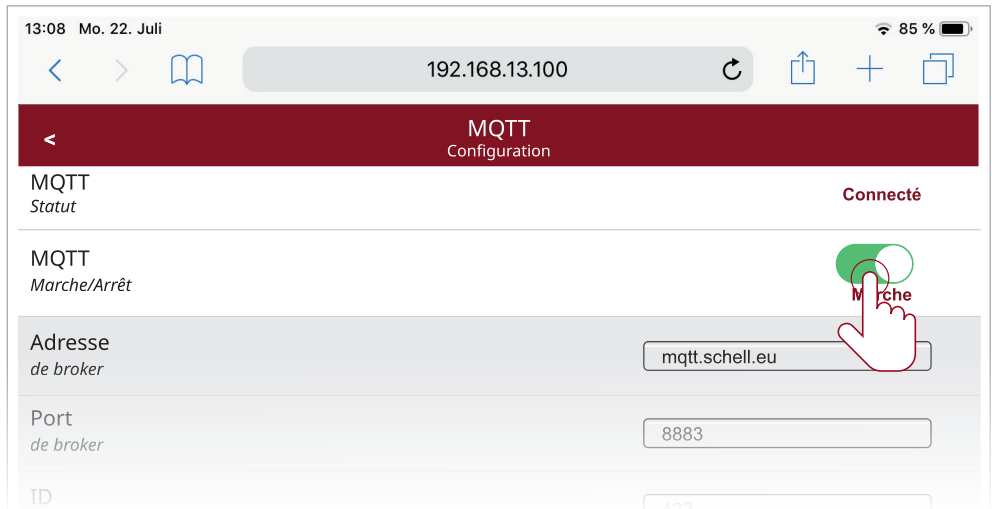 13:08 Mo. 22. Juli 85 %
192.168.13.100
< MQTT
Configuration
MQTT
Statut
Connecté
MQTT
Marche/Arrêt
Marche
Adresse
de broker
mqtt.schell.eu
Port
de broker
8883
ID